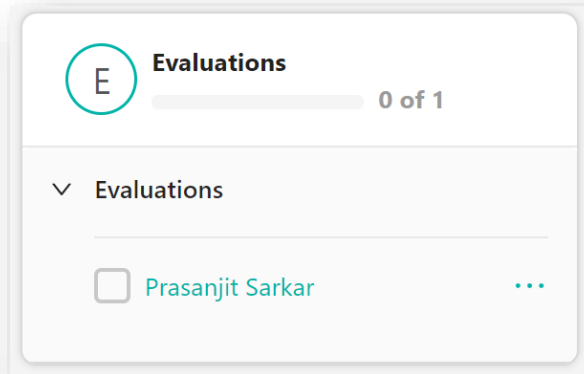 E
Evaluations
0 of 1
Evaluations
Prasanjit Sarkar
...